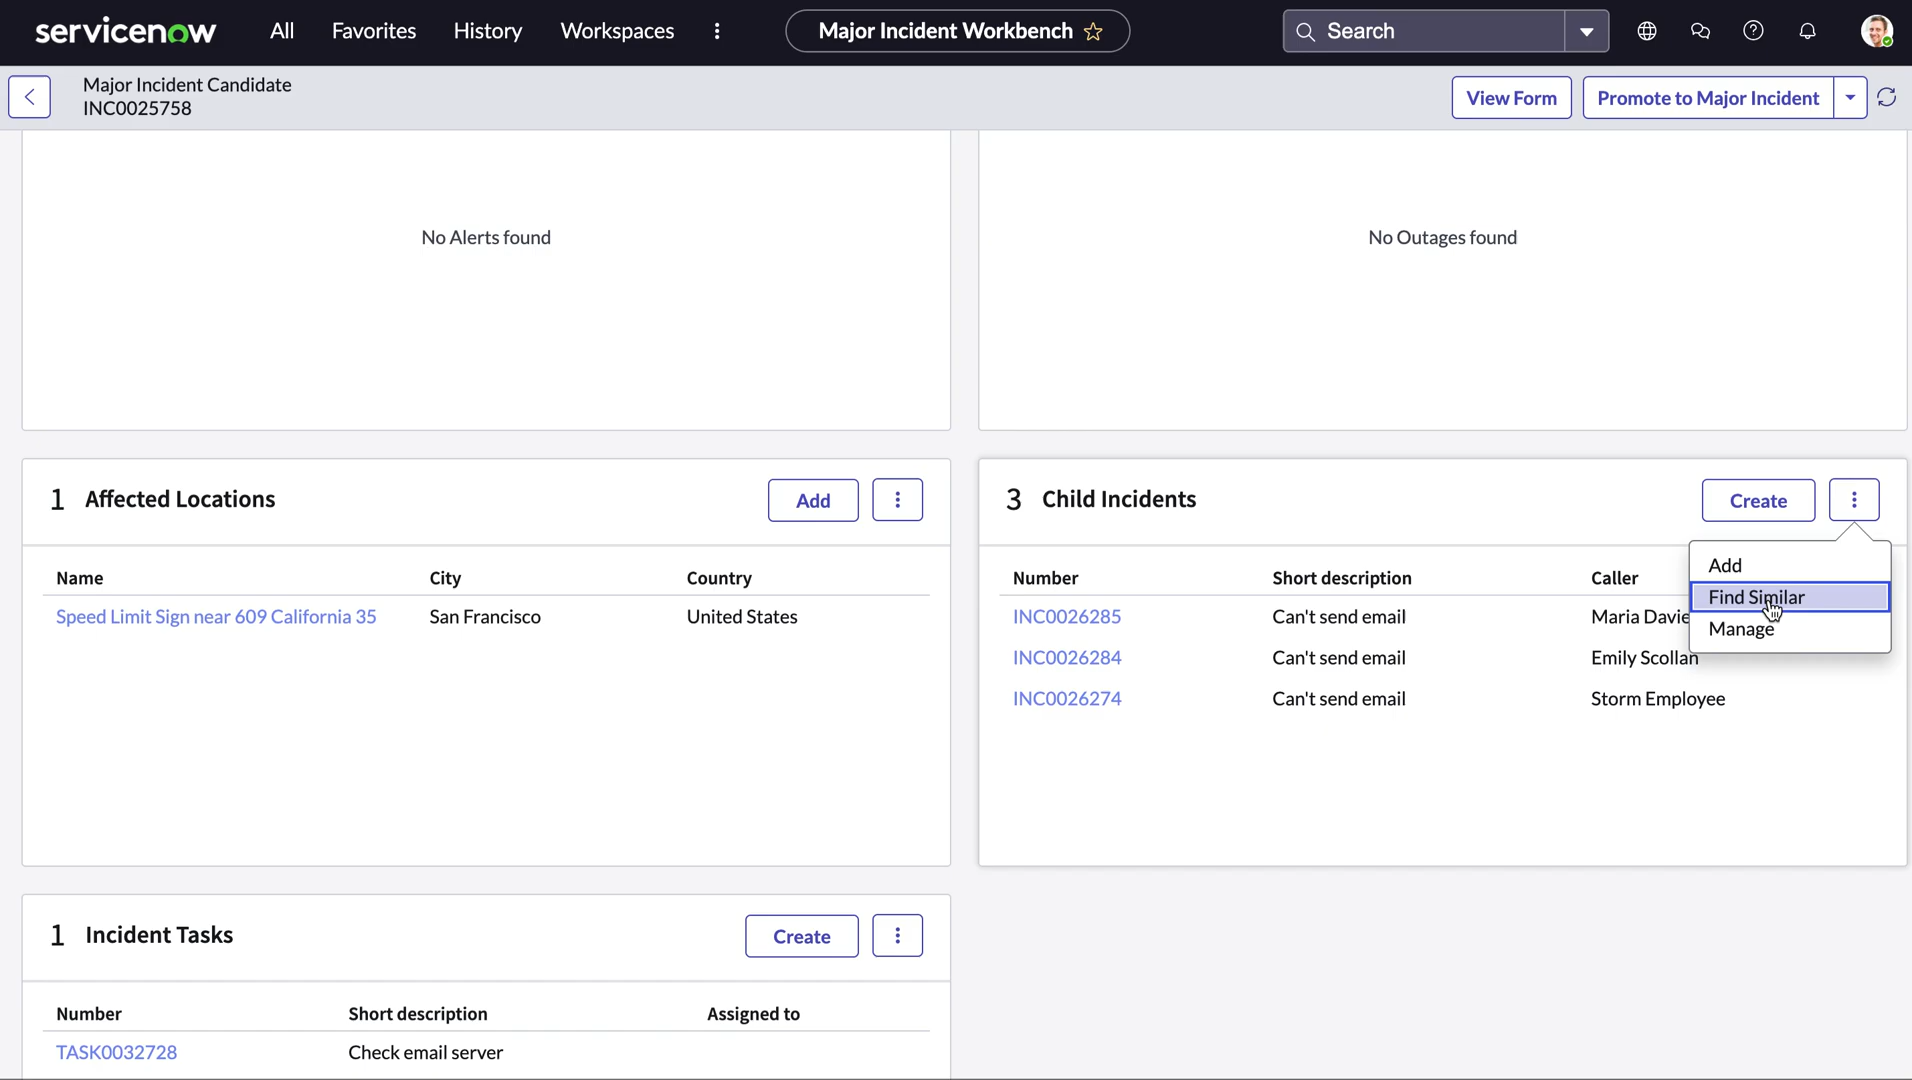 servicenow All Favorites History Workspaces Major Incident Workbench Search
Major Incident Candidate
INC0025758
View Form Promote to Major Incident
No Alerts found
No Outages found
1 Affected Locations Add
Name City Country
Speed Limit Sign near 609 California 35 San Francisco United States
3 Child Incidents Create
Add
Find Similar
Manage
Number Short description Caller
INC0026285 Can't send email Maria Davie
INC0026284 Can't send email Emily Scollan
INC0026274 Can't send email Storm Employee
1 Incident Tasks Create
Number Short description Assigned to
TASK0032728 Check email server